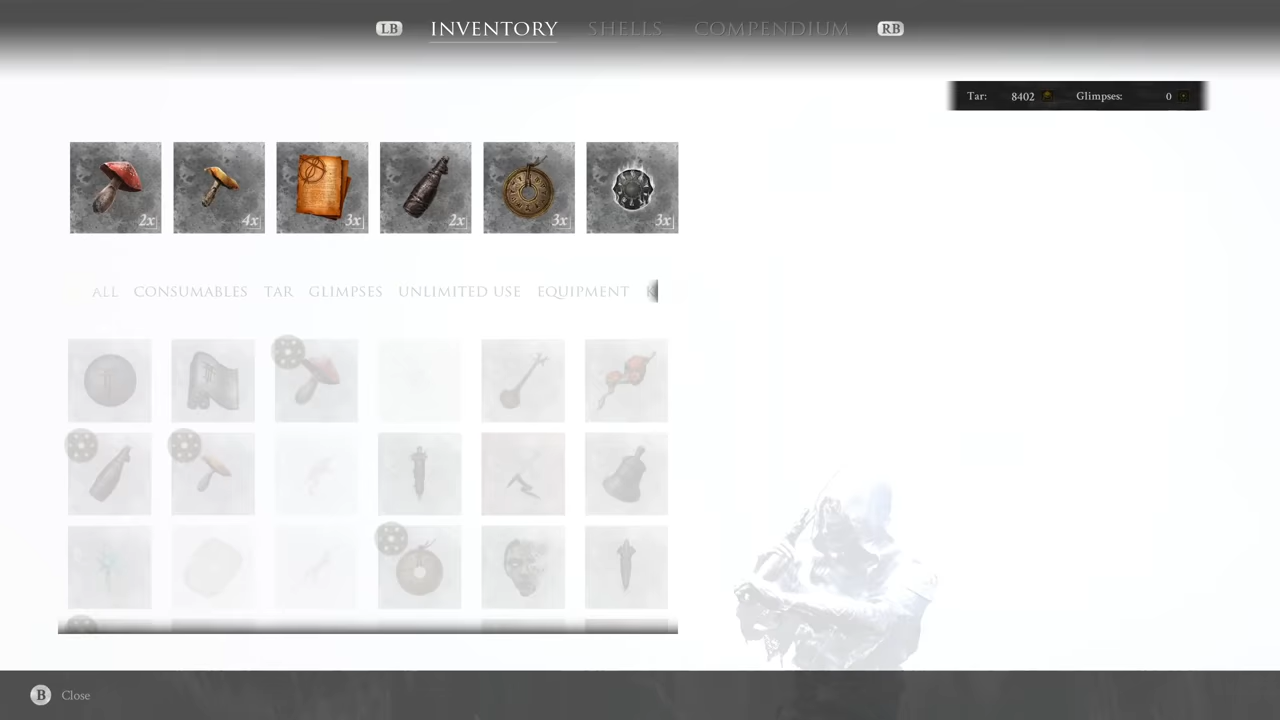 LB INVENTORY SHELLS COMPENDIUM RB
Tar: 8402 Glimpses: 0
2x 4x 3x 2x 3x 3x
ALL CONSUMABLES TAR GLIMPSES UNLIMITED USE EQUIPMENT K
B Close